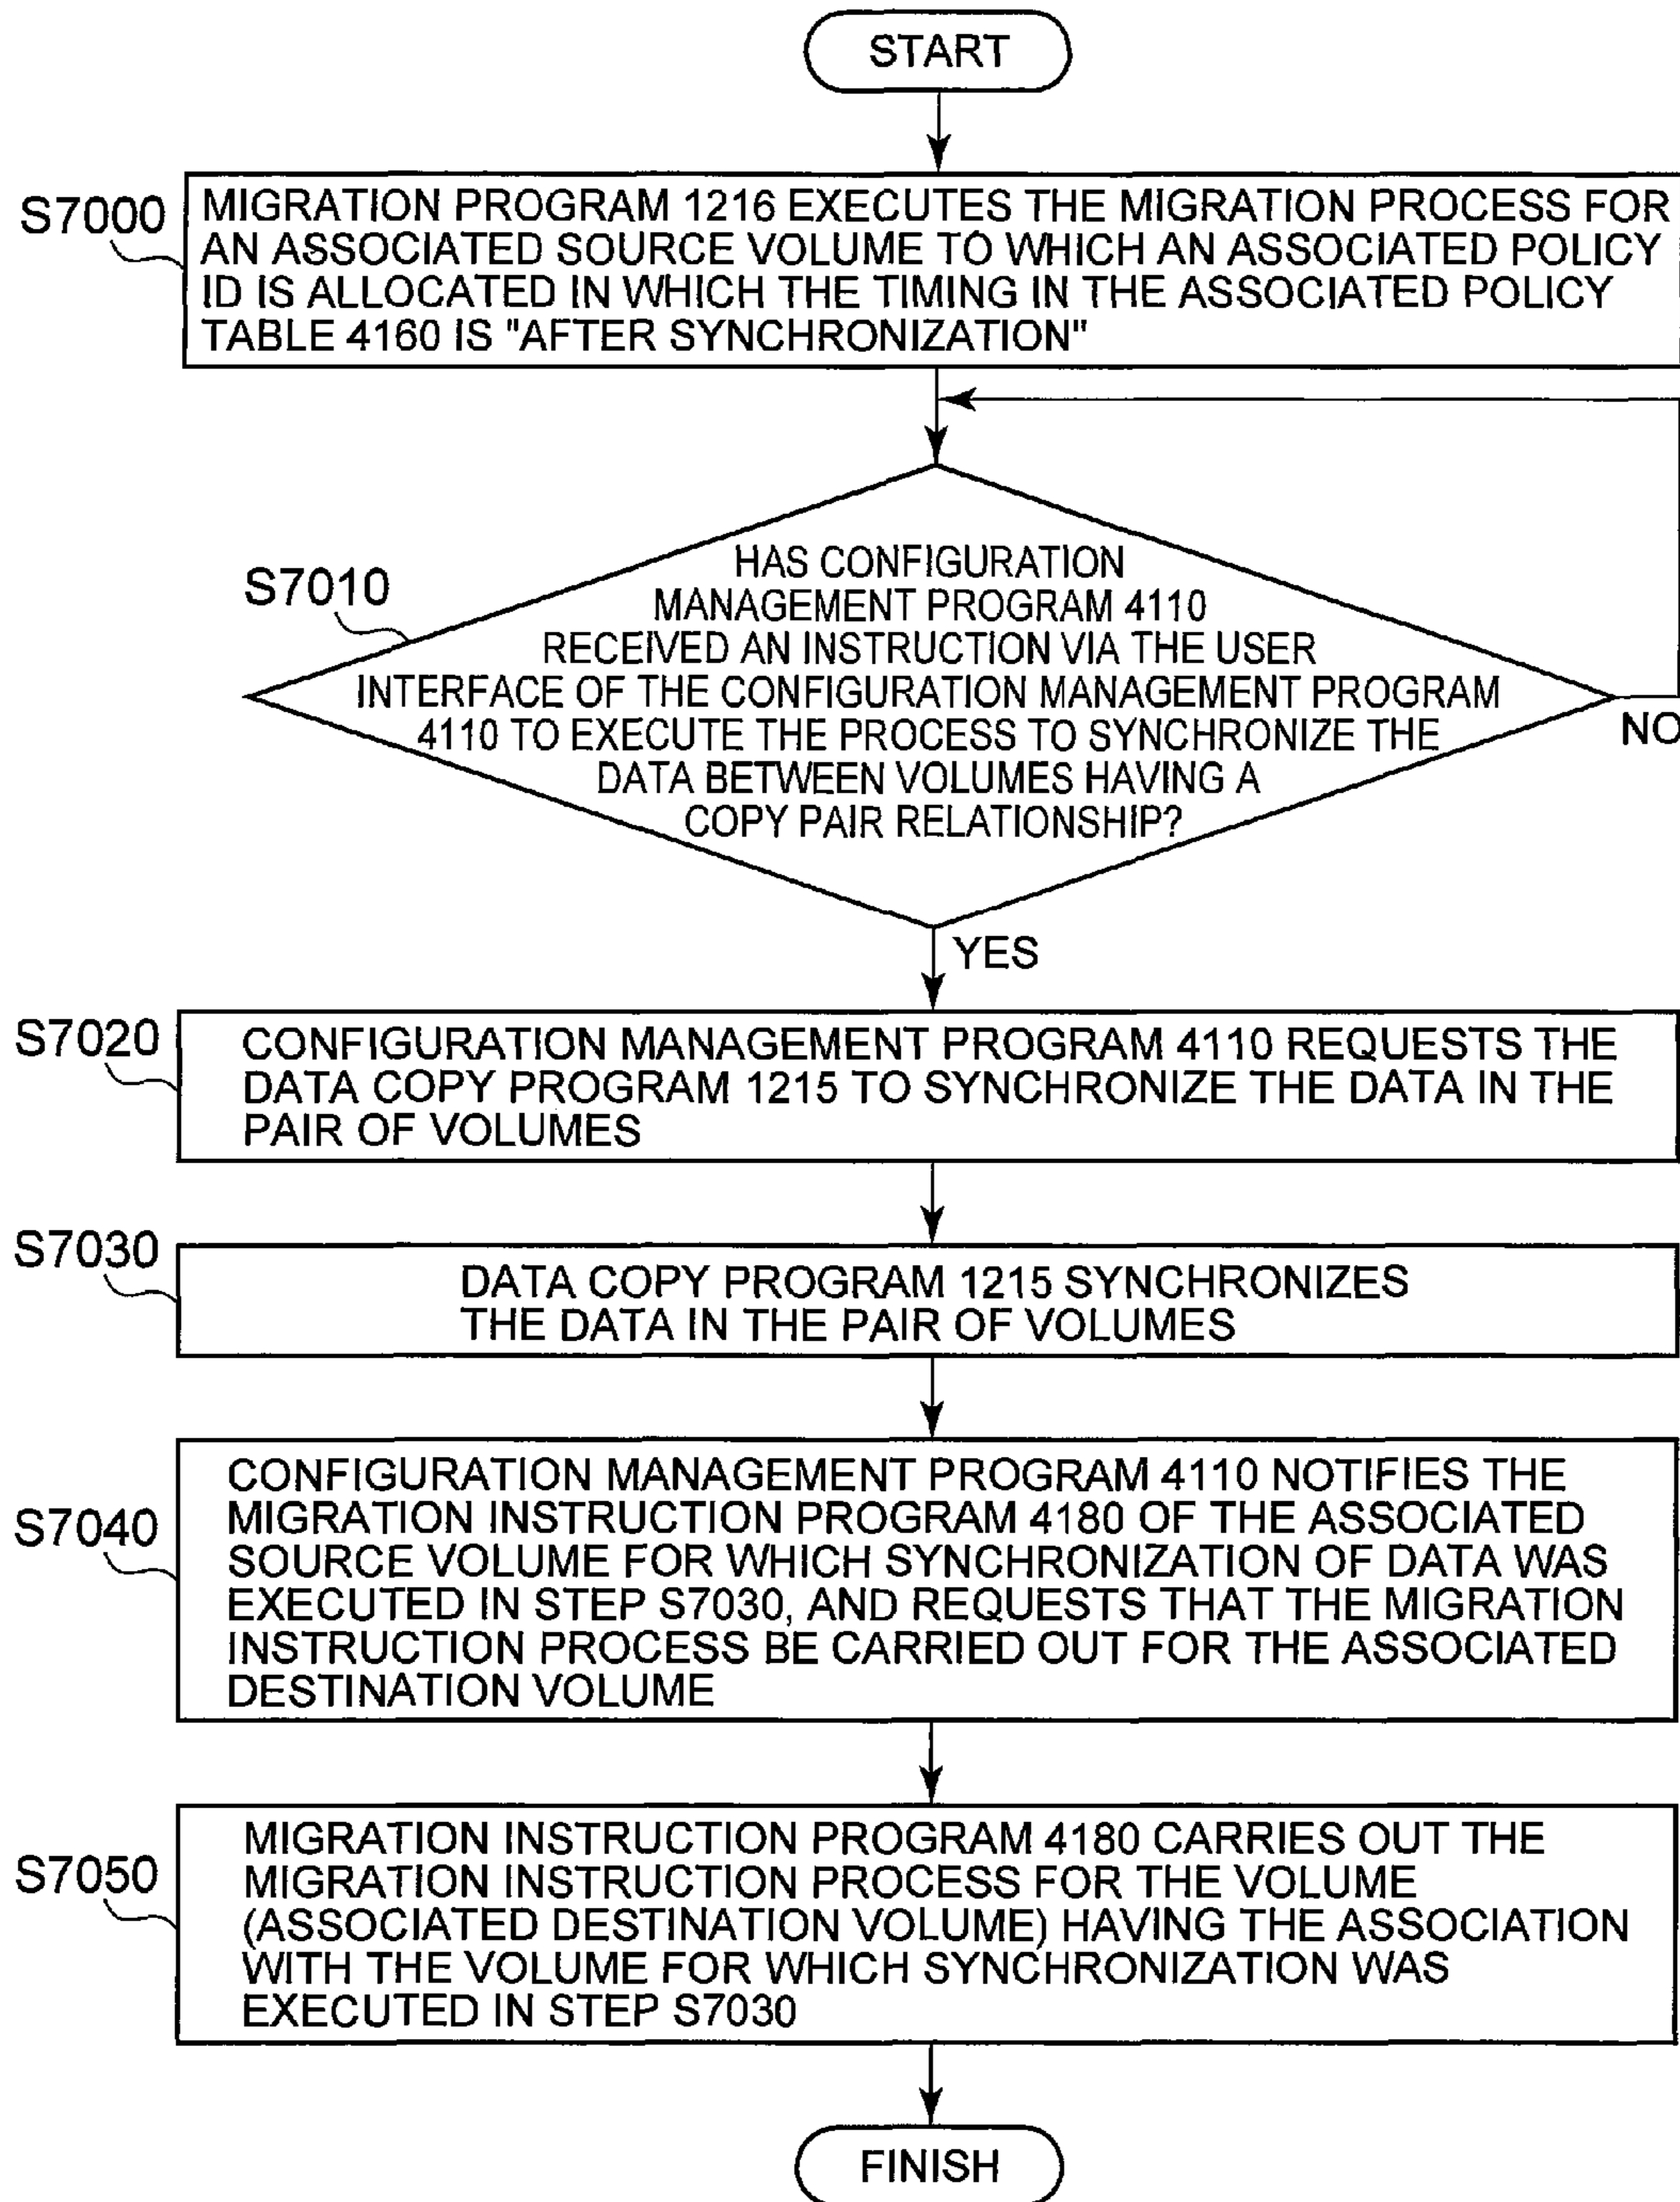 START
S7000
MIGRATION PROGRAM 1216 EXECUTES THE MIGRATION PROCESS FOR
AN ASSOCIATED SOURCE VOLUME TO WHICH AN ASSOCIATED POLICY
ID IS ALLOCATED IN WHICH THE TIMING IN THE ASSOCIATED POLICY
TABLE 4160 IS "AFTER SYNCHRONIZATION"
S7010
HAS CONFIGURATION
MANAGEMENT PROGRAM 4110
RECEIVED AN INSTRUCTION VIA THE USER
INTERFACE OF THE CONFIGURATION MANAGEMENT PROGRAM
4110 TO EXECUTE THE PROCESS TO SYNCHRONIZE THE
DATA BETWEEN VOLUMES HAVING A
COPY PAIR RELATIONSHIP?
NO
YES
S7020
CONFIGURATION MANAGEMENT PROGRAM 4110 REQUESTS THE
DATA COPY PROGRAM 1215 TO SYNCHRONIZE THE DATA IN THE
PAIR OF VOLUMES
S7030
DATA COPY PROGRAM 1215 SYNCHRONIZES
THE DATA IN THE PAIR OF VOLUMES
S7040
CONFIGURATION MANAGEMENT PROGRAM 4110 NOTIFIES THE
MIGRATION INSTRUCTION PROGRAM 4180 OF THE ASSOCIATED
SOURCE VOLUME FOR WHICH SYNCHRONIZATION OF DATA WAS
EXECUTED IN STEP S7030, AND REQUESTS THAT THE MIGRATION
INSTRUCTION PROCESS BE CARRIED OUT FOR THE ASSOCIATED
DESTINATION VOLUME
S7050
MIGRATION INSTRUCTION PROGRAM 4180 CARRIES OUT THE
MIGRATION INSTRUCTION PROCESS FOR THE VOLUME
(ASSOCIATED DESTINATION VOLUME) HAVING THE ASSOCIATION
WITH THE VOLUME FOR WHICH SYNCHRONIZATION WAS
EXECUTED IN STEP S7030
FINISH